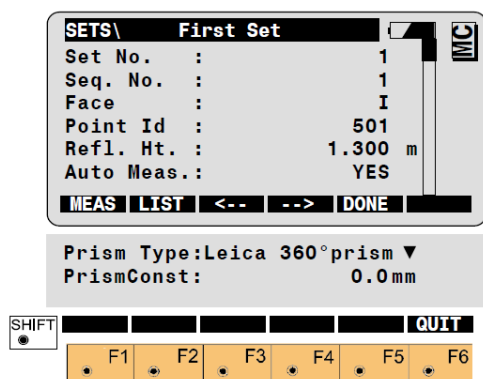 SETS\ First Set
MC
Set No. : 1
Seq. No. : 1
Face : I
Point Id : 501
Refl. Ht. : 1.300 m
Auto Meas.: YES
MEAS LIST <-- --> DONE
Prism Type:Leica 360°prism ▼
PrismConst: 0.0mm
SHIFT QUIT
F1 F2 F3 F4 F5 F6